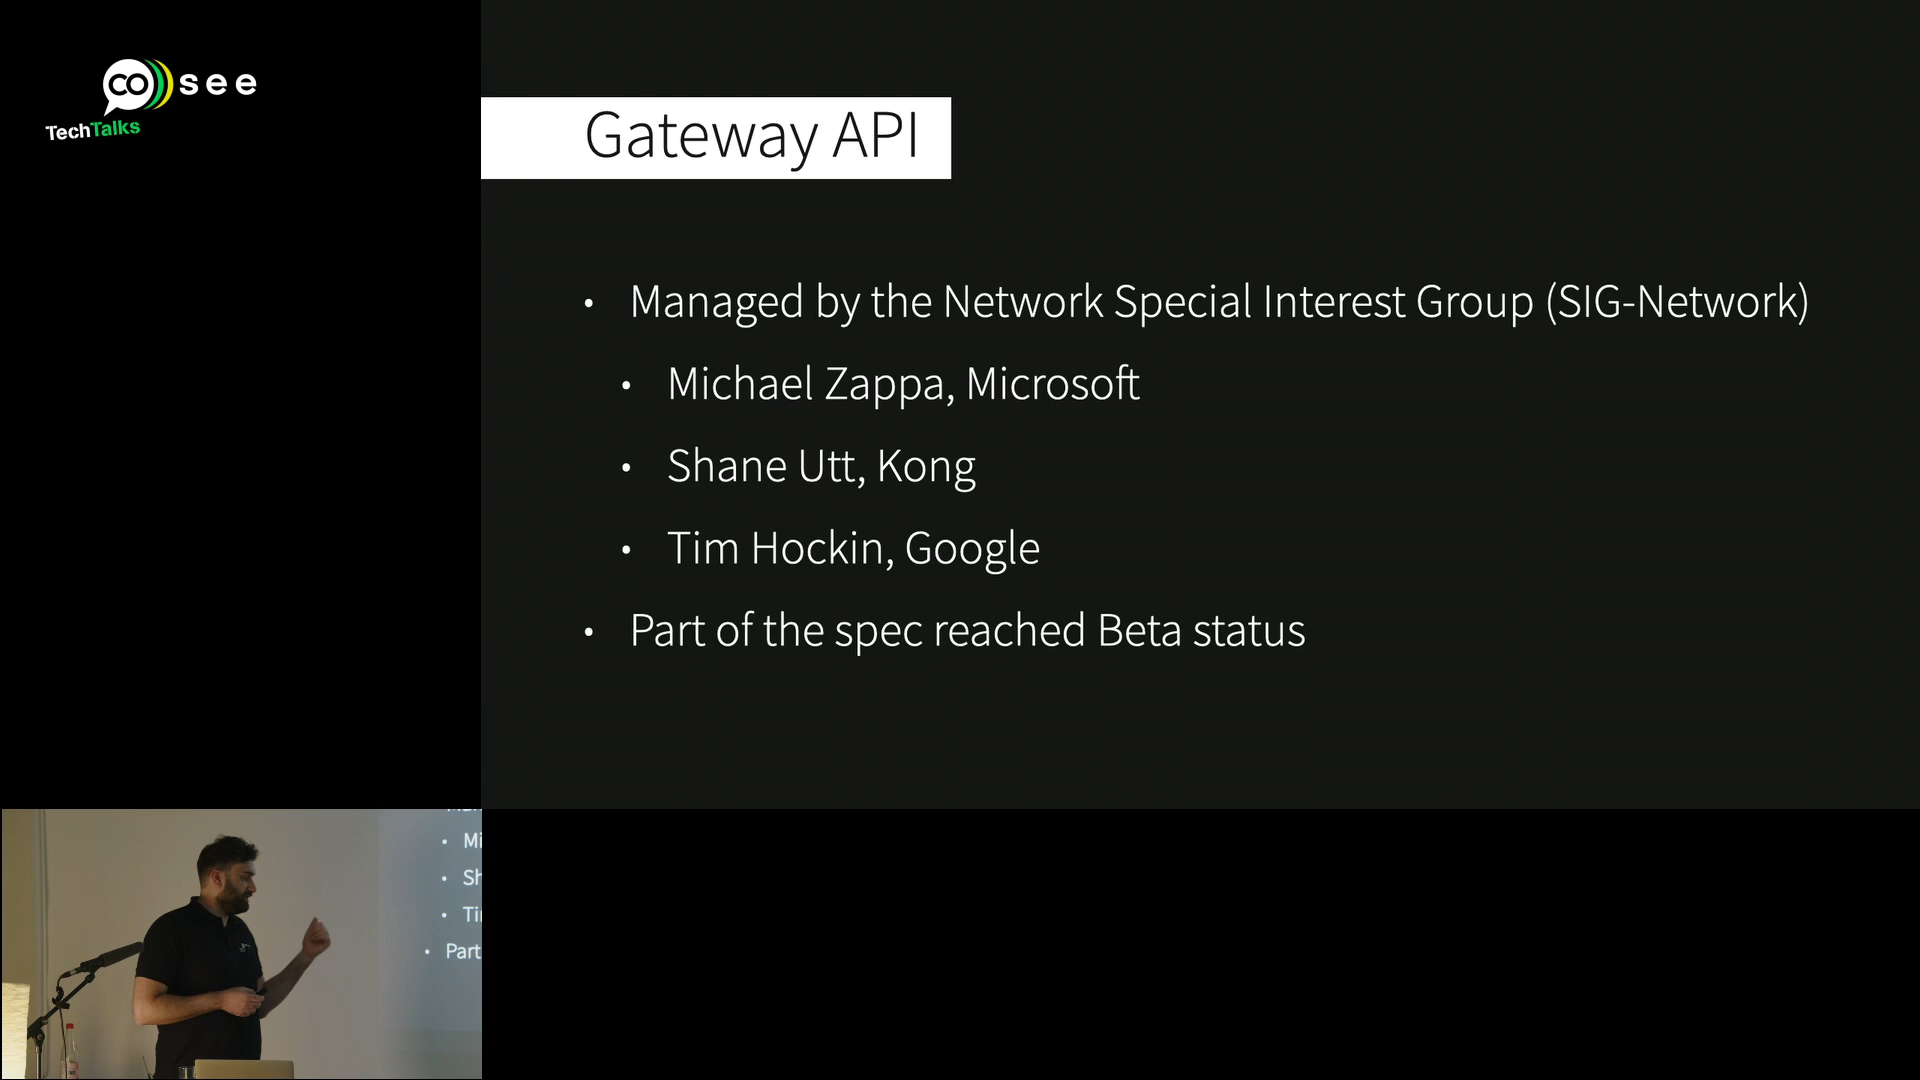 co see
TechTalks
Gateway API
• Managed by the Network Special Interest Group (SIG-Network)
• Michael Zappa, Microsoft
• Shane Utt, Kong
• Tim Hockin, Google
• Part of the spec reached Beta status
• Mi
• Sh
• Ti
• Part